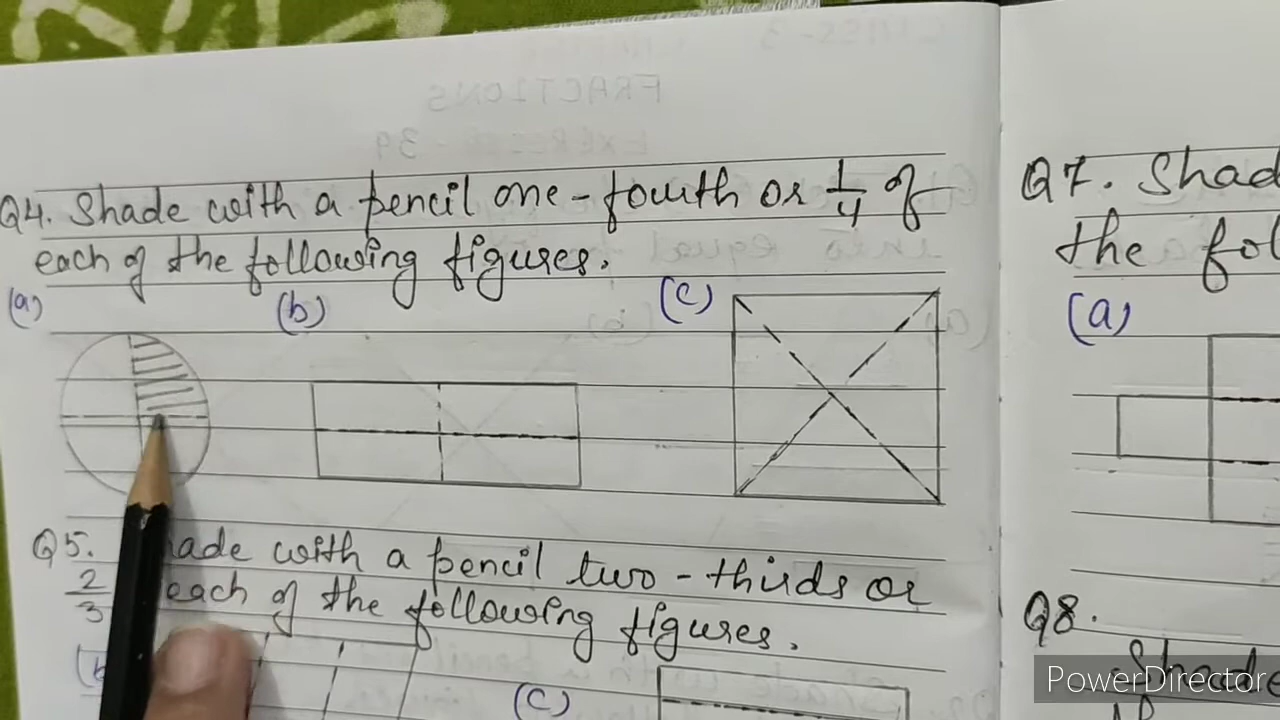 Q4. Shade with a pencil one-fourth or 1/4 of
each of the following figures.
(a) (b) (c)
Q5. hade with a pencil two-thirds or
2/3 each of the following figures.
(b (c)
Q7. Shad
the fol
(a)
Q8.
Shade
PowerDirector